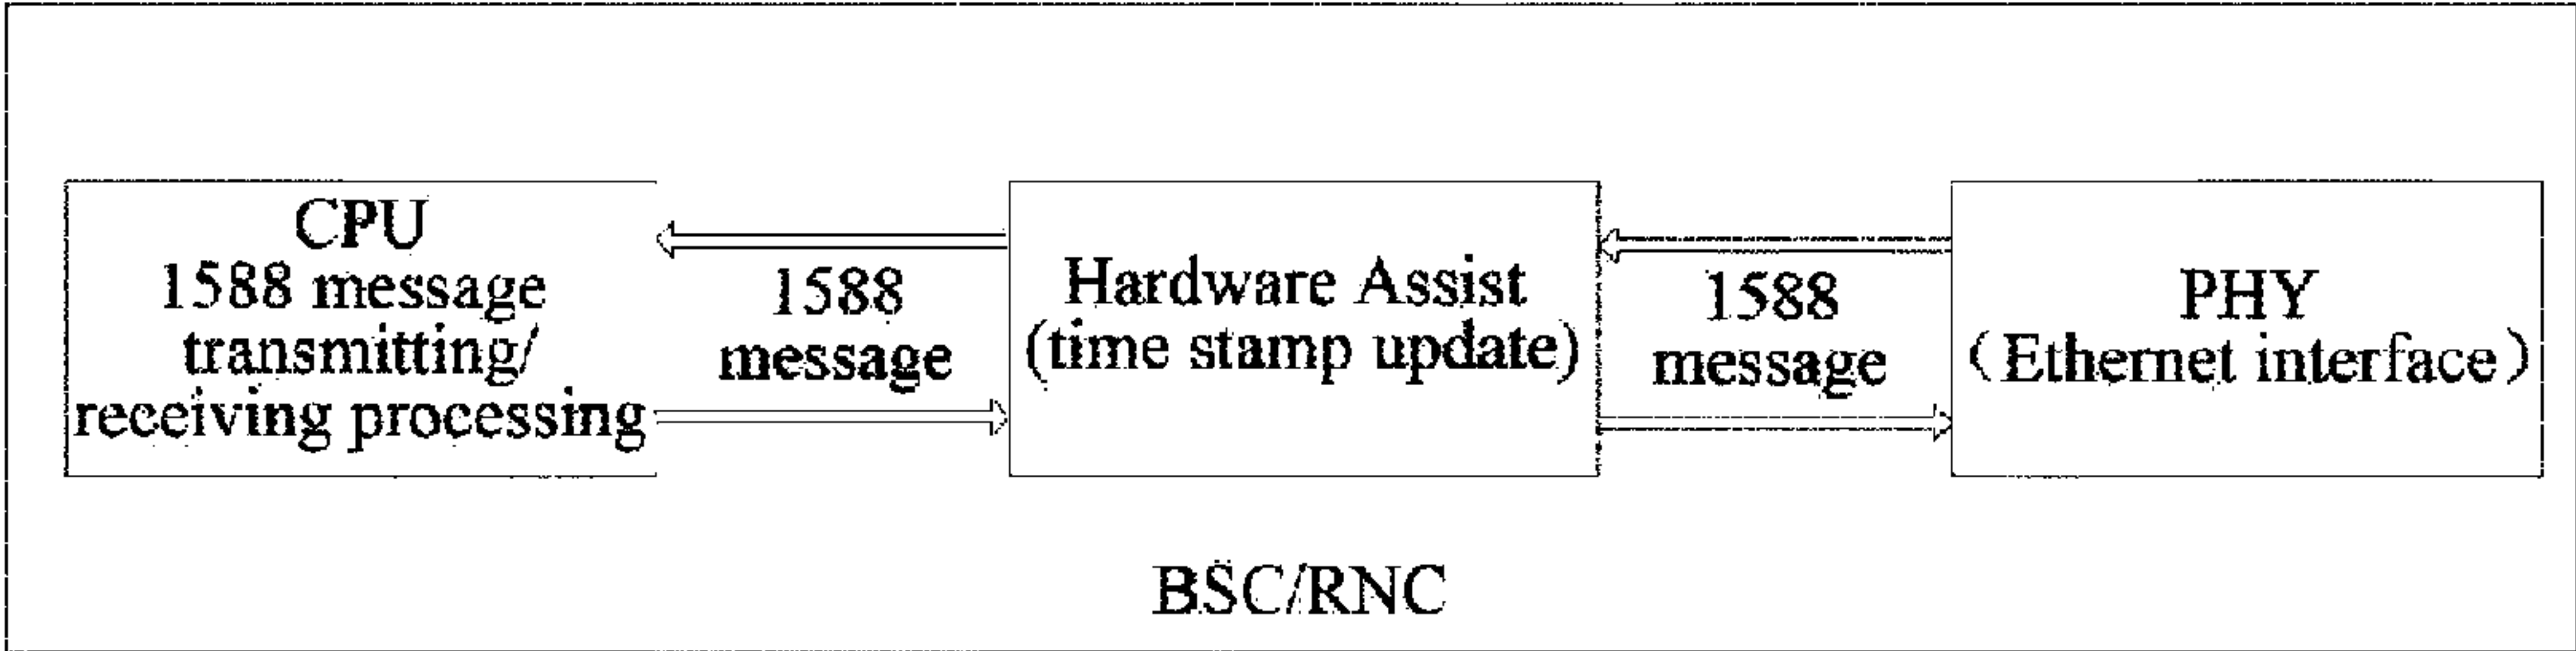 CPU
1588 message
transmitting/
receiving processing
1588
message
Hardware Assist
(time stamp update)
1588
message
PHY
（Ethernet interface）
BSC/RNC